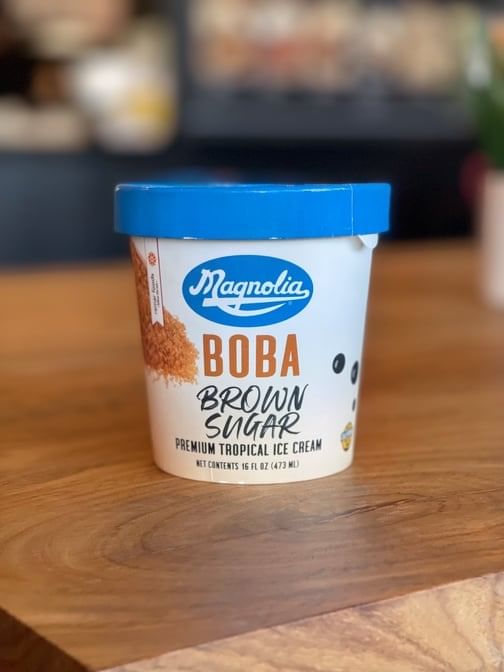 Magnolia
BOBA
BROWN
SUGAR
PREMIUM TROPICAL ICE CREAM
NET CONTENTS 16 FL OZ (473 ML)